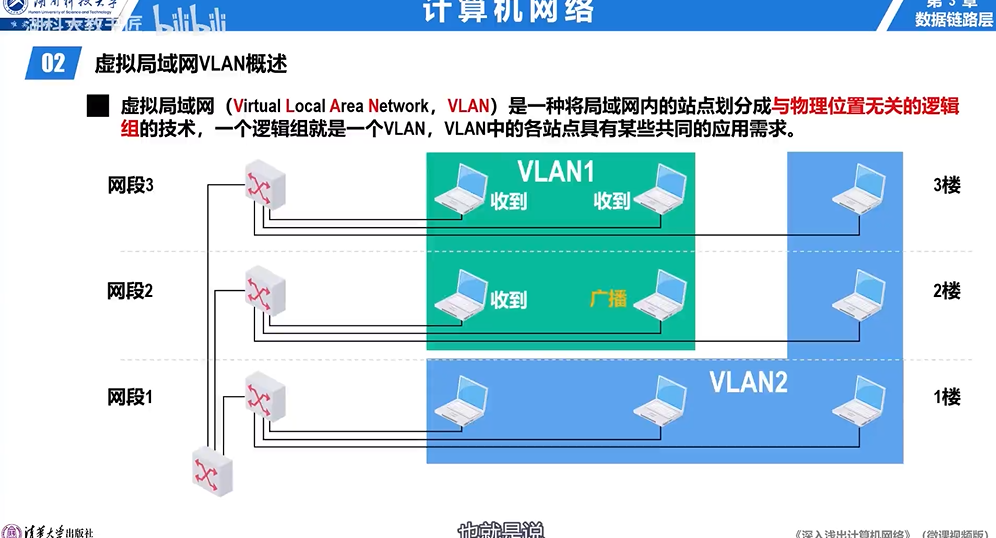 湖南科技大学
Hunan University of Science and Technology
湖科大教书匠
bilibili
计算机网络
第 3 章
数据链路层
02
虚拟局域网VLAN概述
虚拟局域网（Virtual Local Area Network，VLAN）是一种将局域网内的站点划分成与物理位置无关的逻辑
组的技术，一个逻辑组就是一个VLAN，VLAN中的各站点具有某些共同的应用需求。
VLAN1
网段3
收到
收到
3楼
网段2
收到
广播
2楼
VLAN2
网段1
1楼
清华大学出版社
也就是说
《深入浅出计算机网络》（微课视频版）